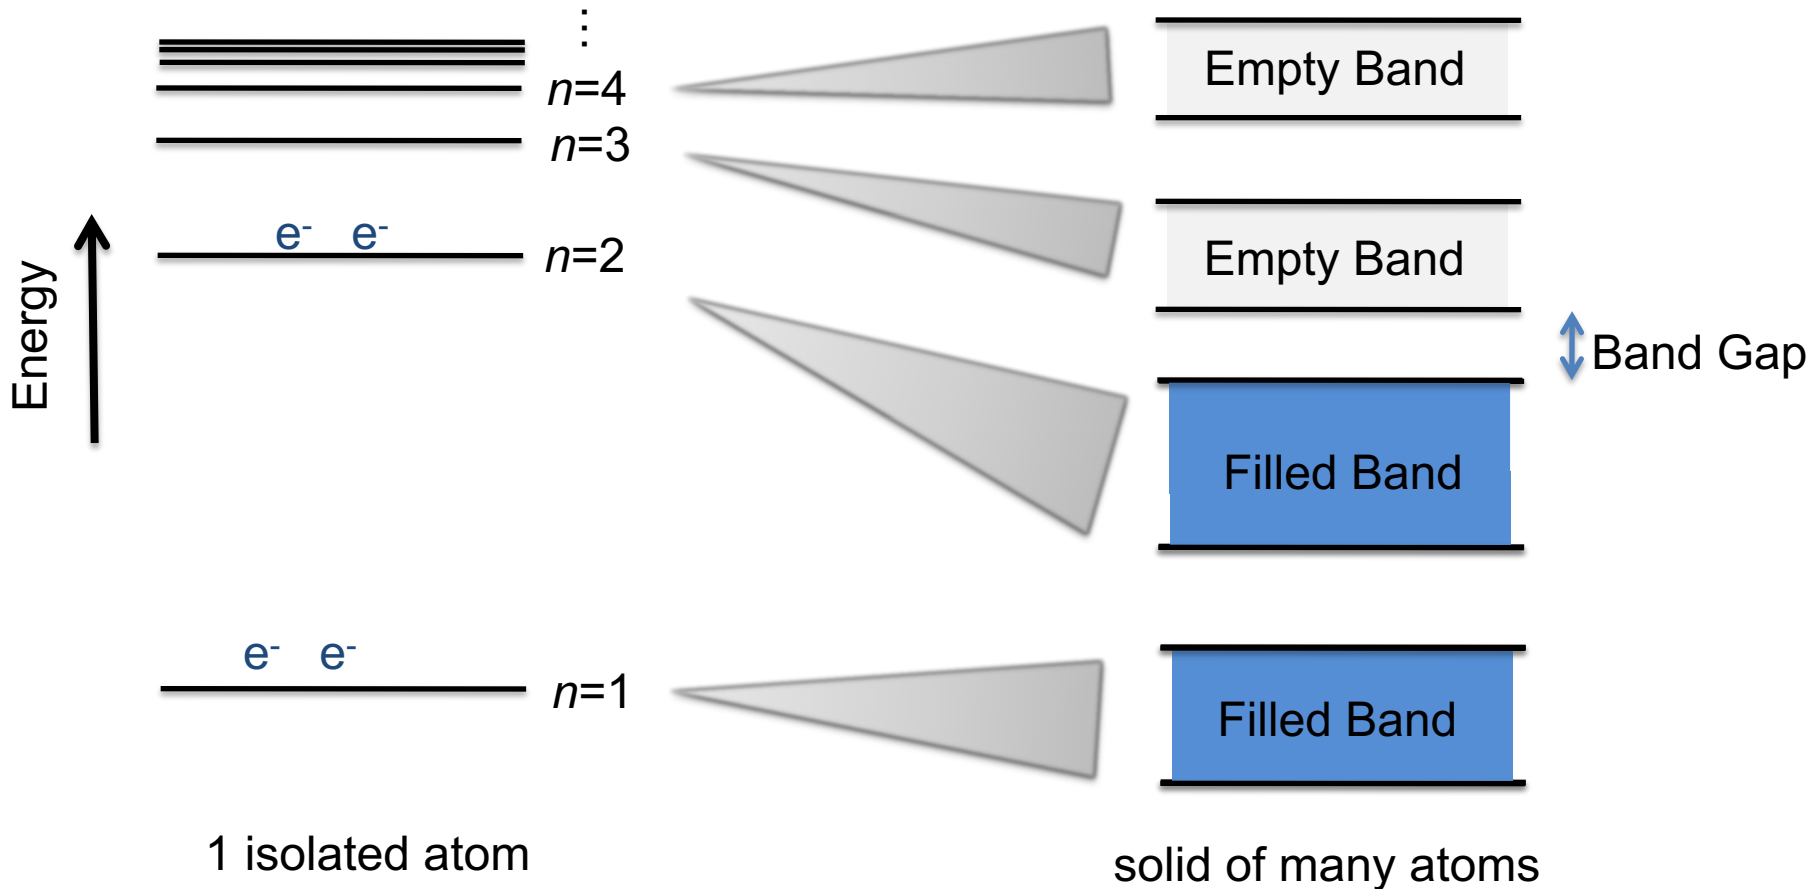 ⋮
n=4
Empty Band
n=3
e- e-
n=2
Empty Band
Energy
Band Gap
Filled Band
e- e-
n=1
Filled Band
1 isolated atom
solid of many atoms